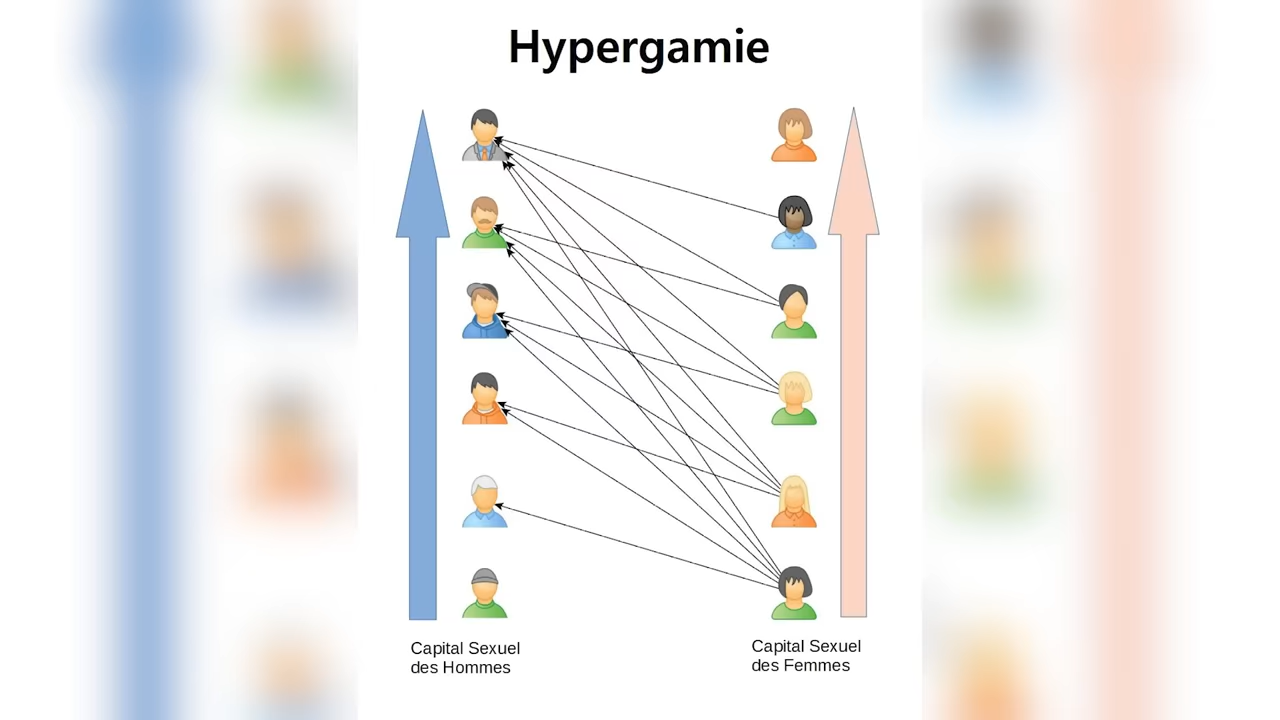 Hypergamie
Capital Sexuel
des Hommes
Capital Sexuel
des Femmes